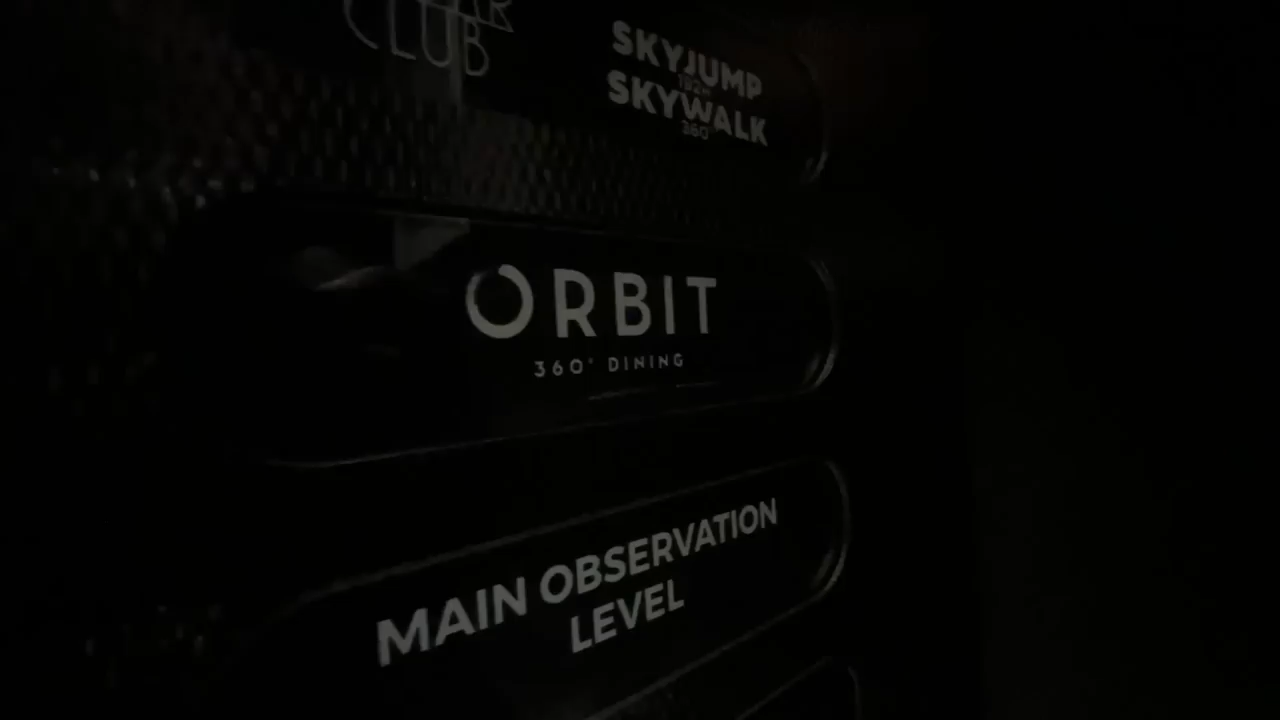 CLUB
SKYJUMP
192m
SKYWALK
360°
ORBIT
360° DINING
MAIN OBSERVATION
LEVEL